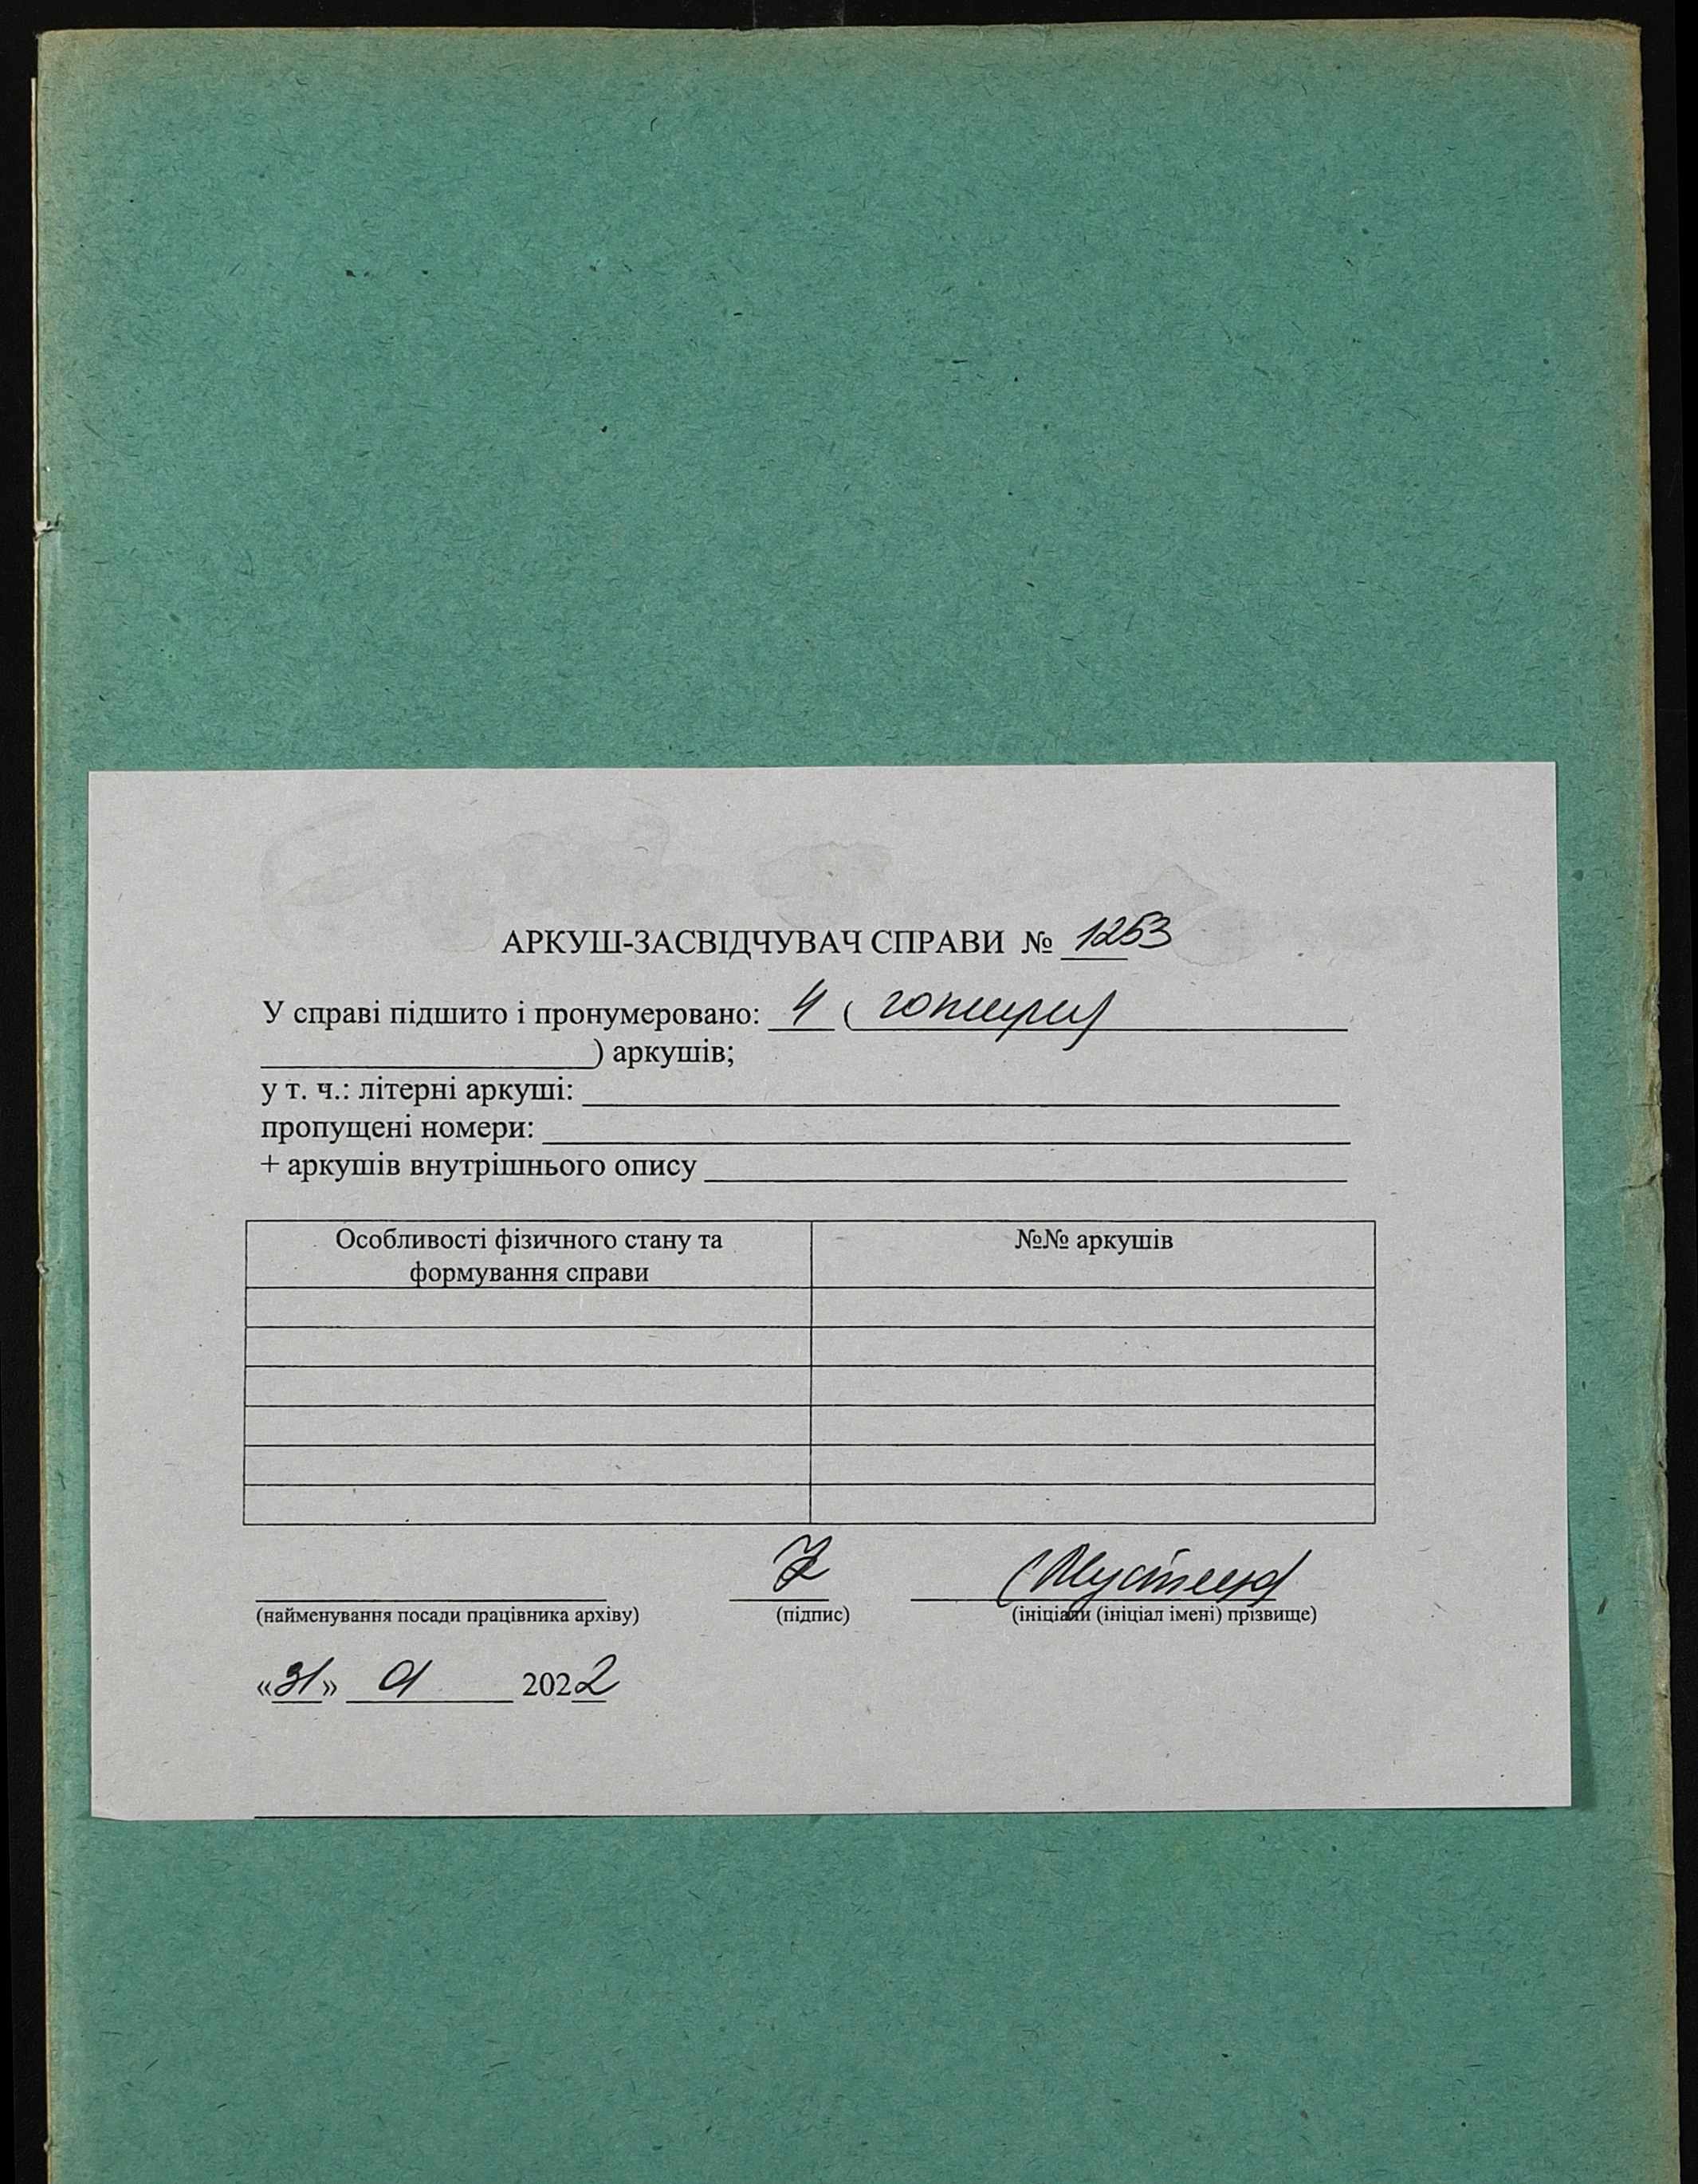 АРКУШ-ЗАСВІДЧУВАЧ СПРАВИ № 1253
У справі підшито і пронумеровано: 4 ( чотири)
) аркушів;
у т. ч.: літерні аркуші:
пропущені номери:
+ аркушів внутрішнього опису
Особливості фізичного стану та формування справи
№№ аркушів
(найменування посади працівника архіву) (підпис) (ініціали (ініціал імені) прізвище)
«31» 2022